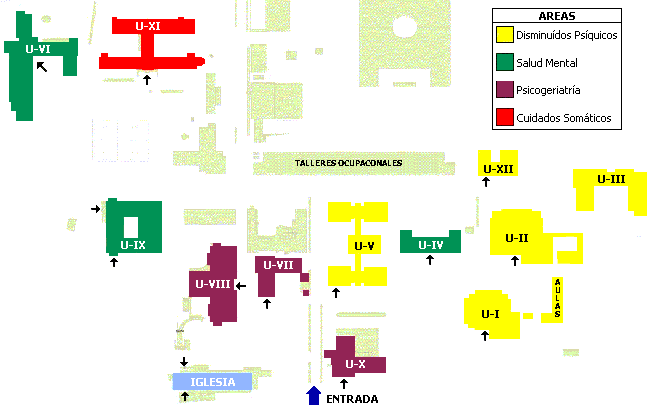 AREAS
Disminuídos Psíquicos
Salud Mental
Psicogeriatría
Cuidados Somáticos
U-XI
U-VI
TALLERES OCUPACONALES
U-XII
U-III
U-IX
U-V
U-IV
U-II
U-VIII
U-VII
U-I
AULAS
U-X
IGLESIA
ENTRADA